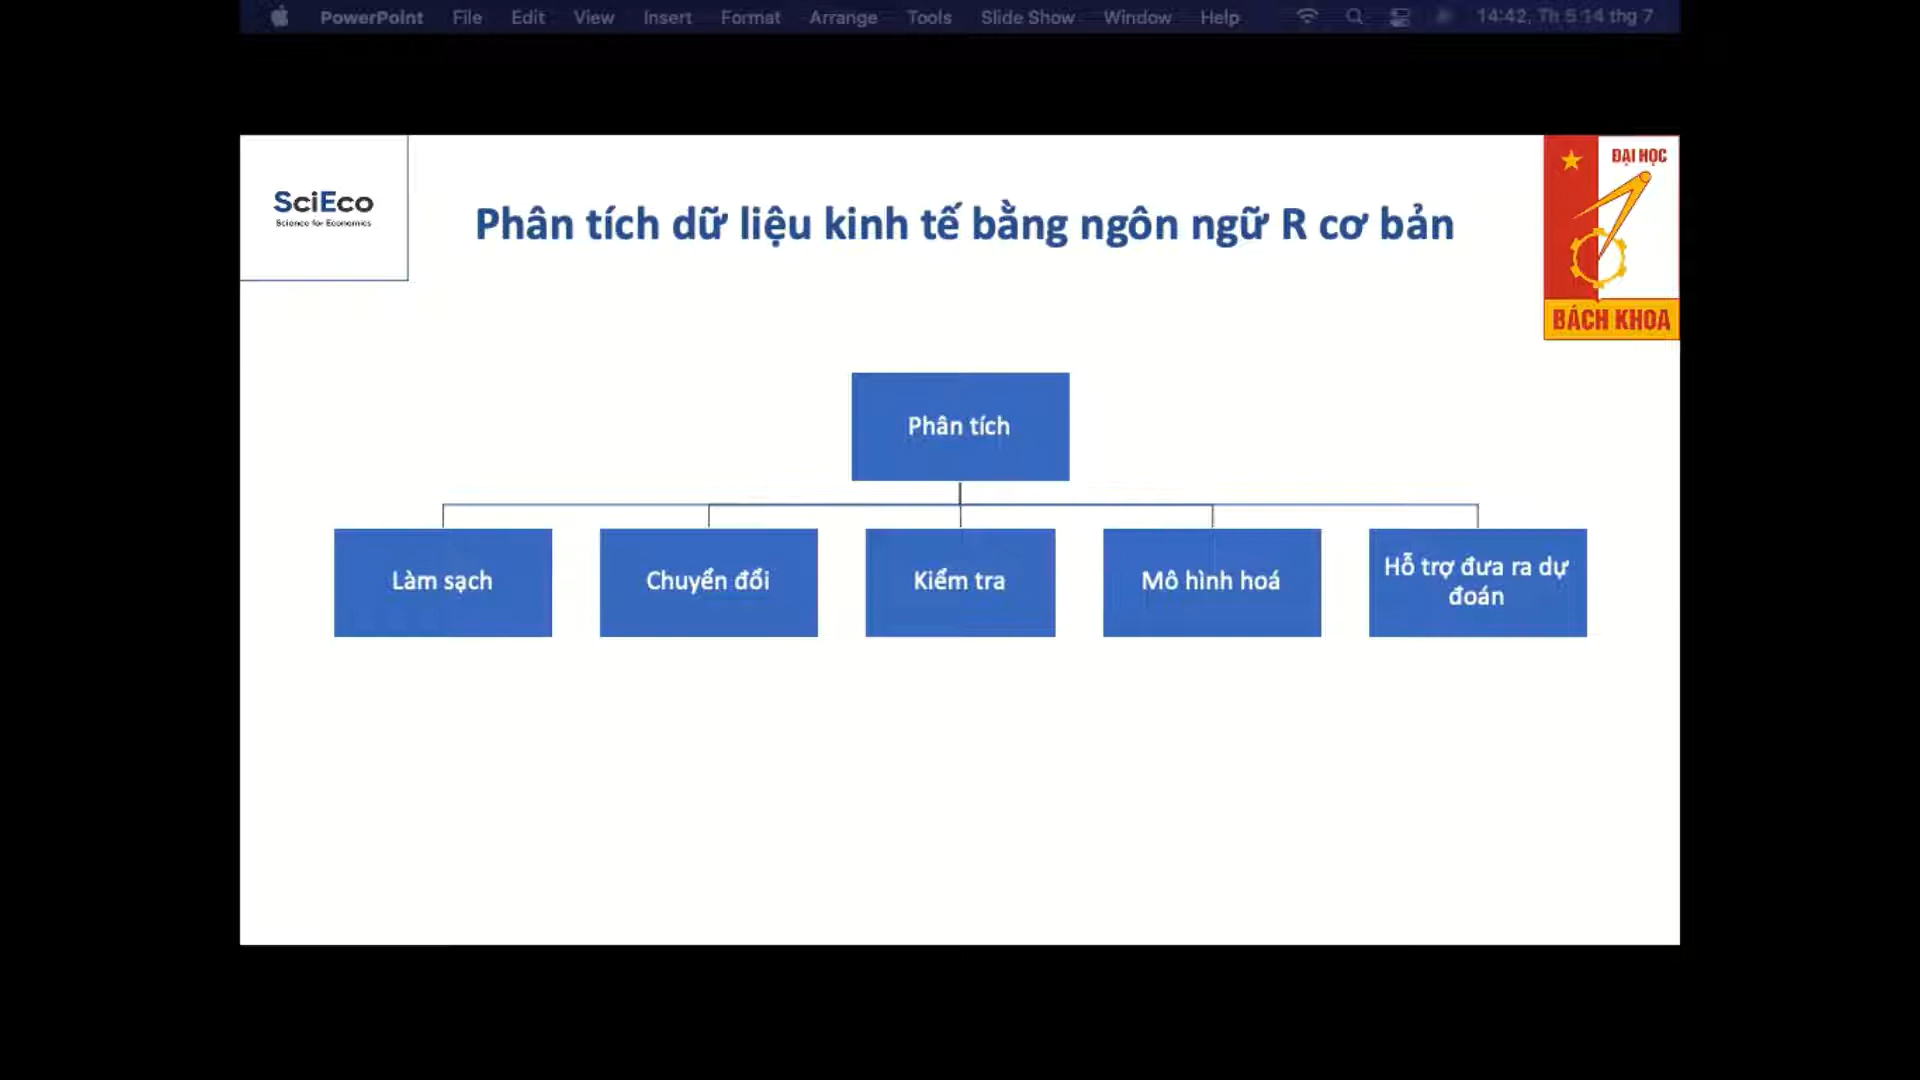 PowerPoint File Edit View Insert Format Arrange Tools Slide Show Window Help 14:42, Th 5 14 thg 7
SciEco
Science for Economics
Phân tích dữ liệu kinh tế bằng ngôn ngữ R cơ bản
ĐẠI HỌC
BÁCH KHOA
Phân tích
Làm sạch
Chuyển đổi
Kiểm tra
Mô hình hoá
Hỗ trợ đưa ra dự
đoán